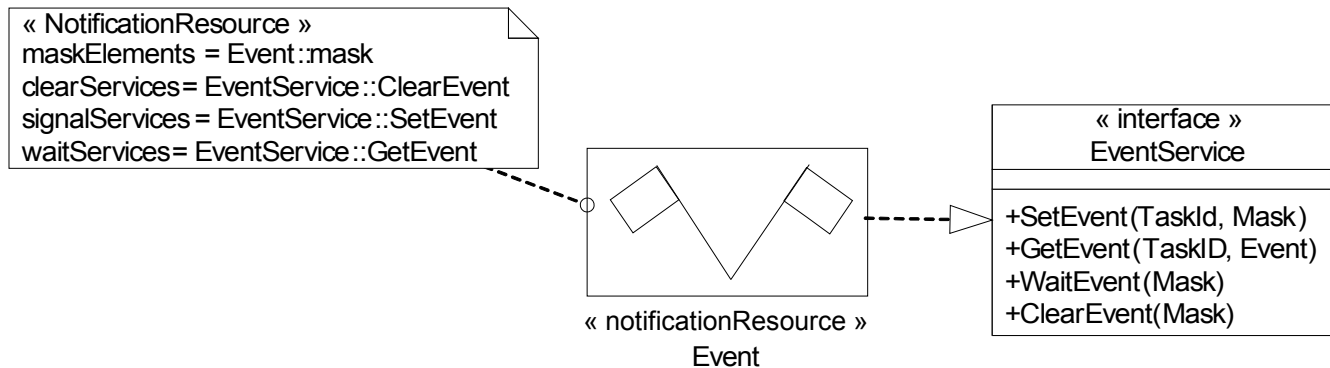 « NotificationResource »
maskElements = Event::mask
clearServices= EventService::ClearEvent
signalServices = EventService::SetEvent
waitServices= EventService::GetEvent
« interface »
EventService
+SetEvent(TaskId, Mask)
+GetEvent(TaskID, Event)
+WaitEvent(Mask)
+ClearEvent(Mask)
« notificationResource »
Event